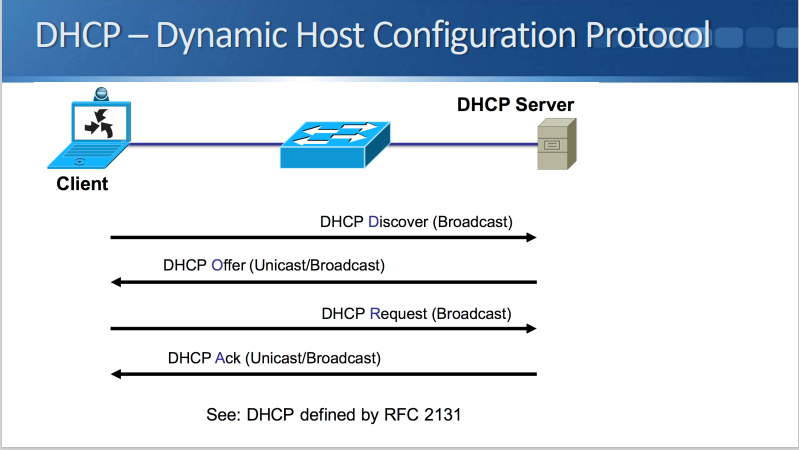 DHCP – Dynamic Host Configuration Protocol
DHCP Server
Client
DHCP Discover (Broadcast)
DHCP Offer (Unicast/Broadcast)
DHCP Request (Broadcast)
DHCP Ack (Unicast/Broadcast)
See: DHCP defined by RFC 2131